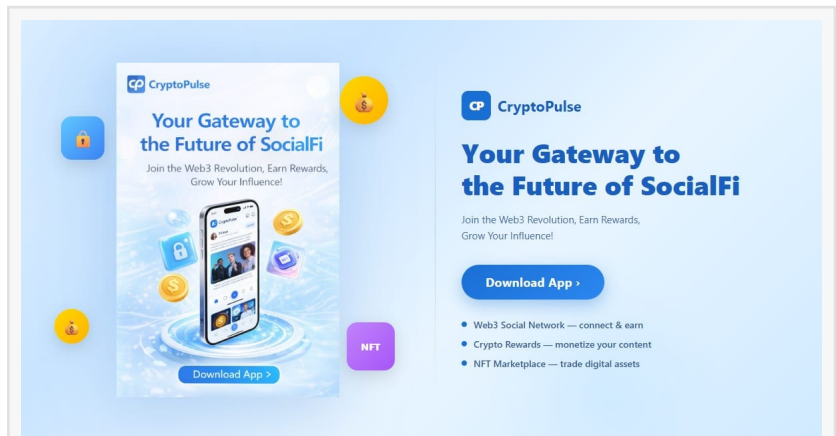 CP CryptoPulse
Your Gateway to
the Future of SocialFi
Join the Web3 Revolution, Earn Rewards,
Grow Your Influence!
CryptoPulse
Download App >
NFT
CP CryptoPulse
Your Gateway to
the Future of SocialFi
Join the Web3 Revolution, Earn Rewards,
Grow Your Influence!
Download App ›
Web3 Social Network — connect & earn
Crypto Rewards — monetize your content
NFT Marketplace — trade digital assets